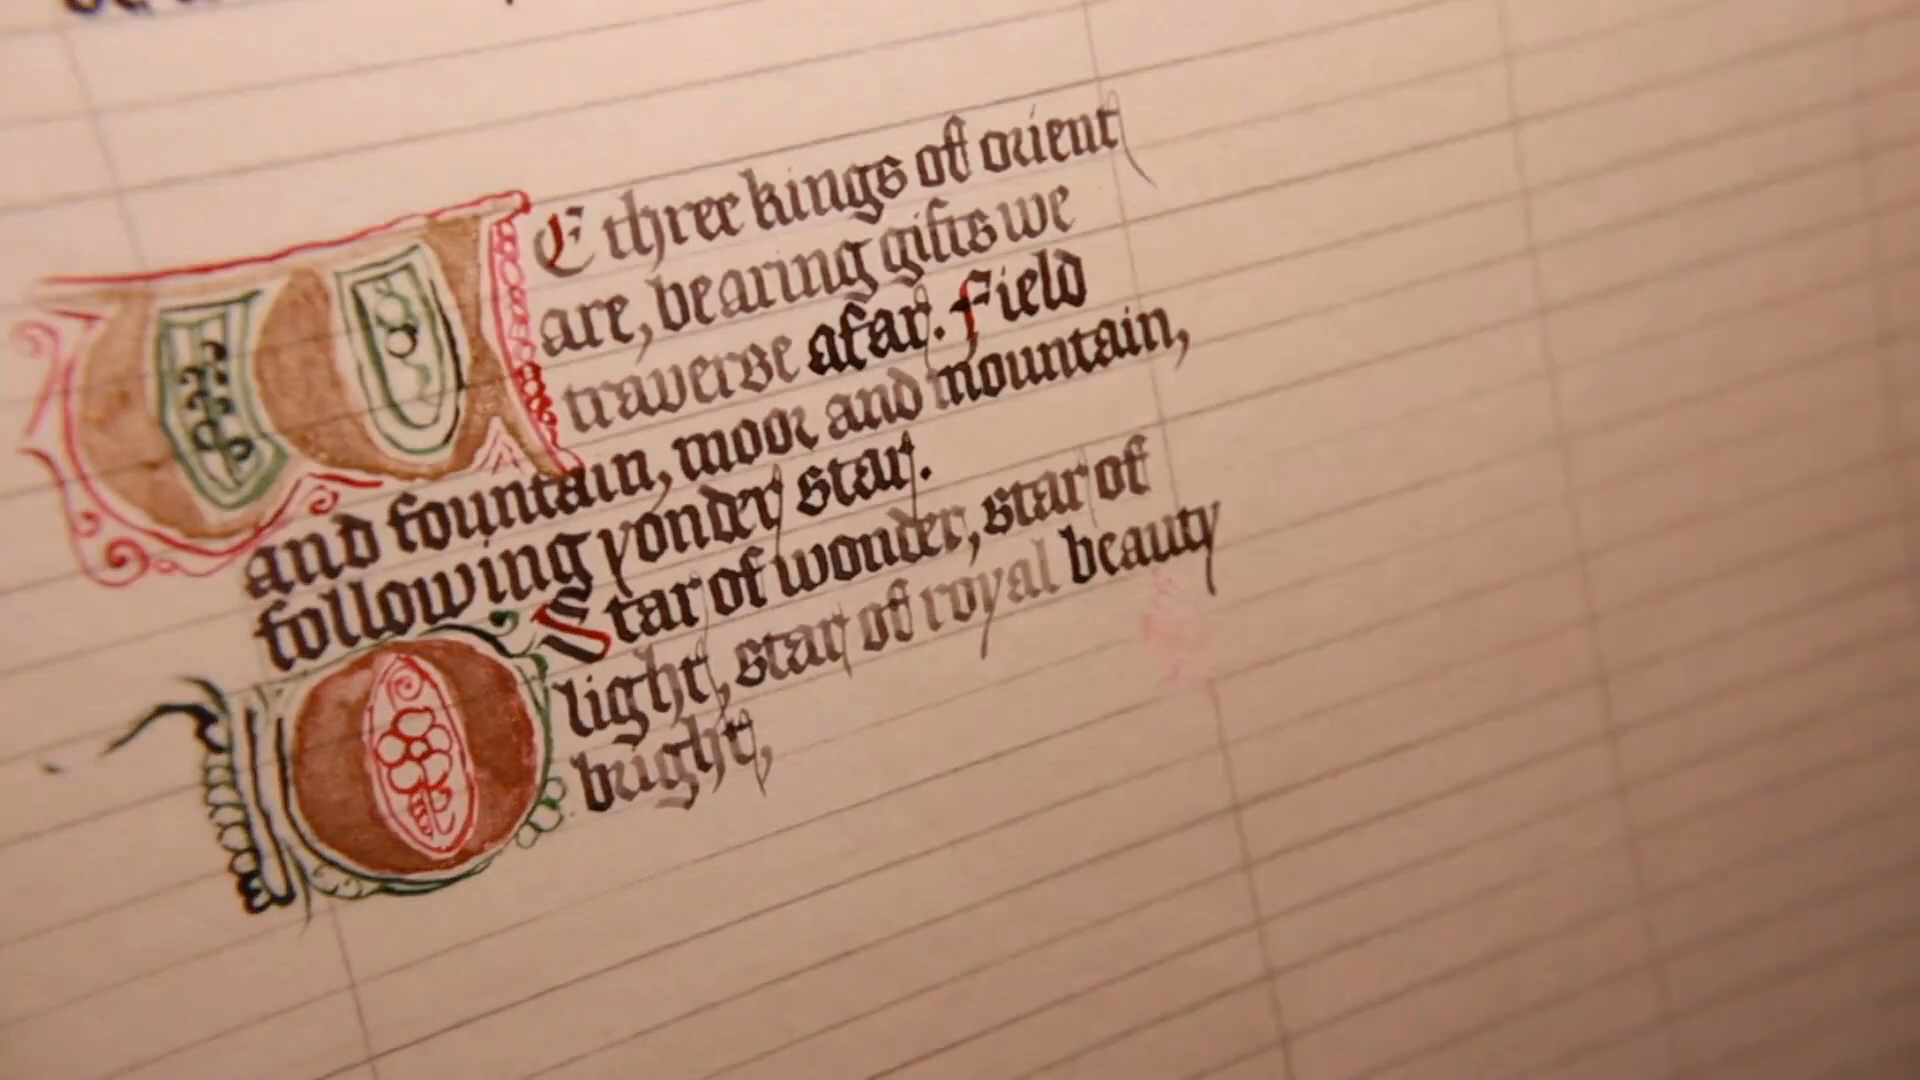 WE three kings of orient
are, bearing gifts we
traverse afar. Field
and fountain, moor and mountain,
following yonder star.
O Star of wonder, star of
light, star of royal beauty
bright,